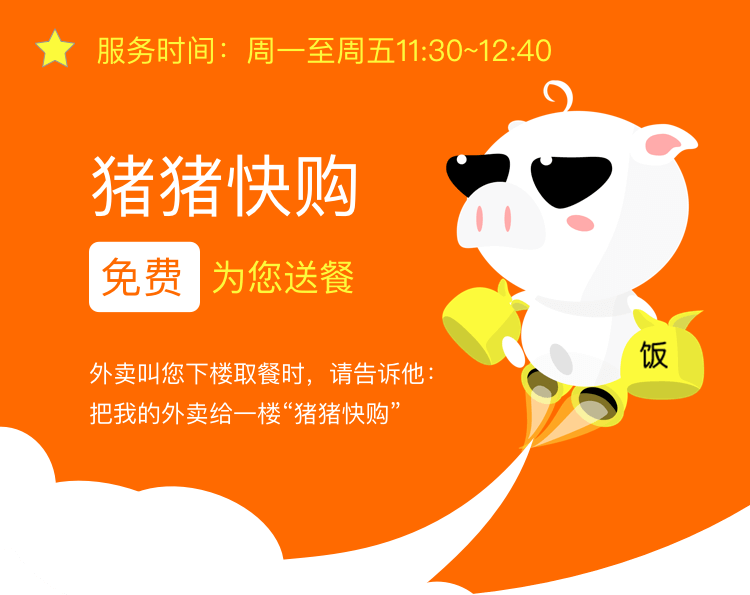 服务时间：周一至周五11:30~12:40
猪猪快购
免费 为您送餐
饭
外卖叫您下楼取餐时，请告诉他：
把我的外卖给一楼“猪猪快购”